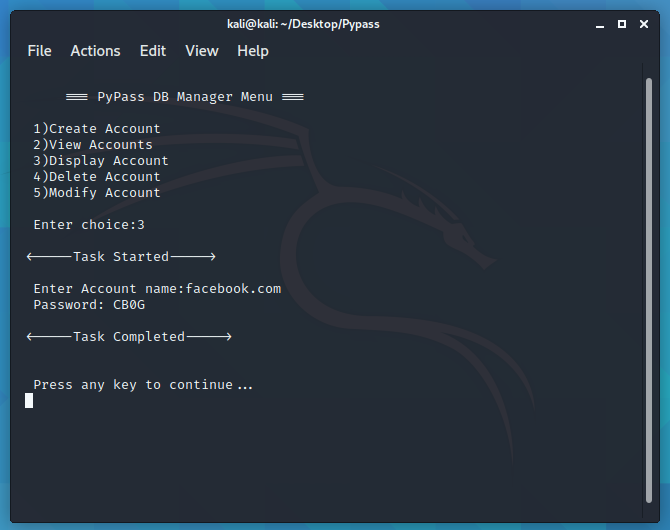 kali@kali: ~/Desktop/Pypass
File Actions Edit View Help
=== PyPass DB Manager Menu ===
1)Create Account
2)View Accounts
3)Display Account
4)Delete Account
5)Modify Account
Enter choice:3
<-----Task Started----->
Enter Account name:facebook.com
Password: CB0G
<-----Task Completed----->
Press any key to continue...